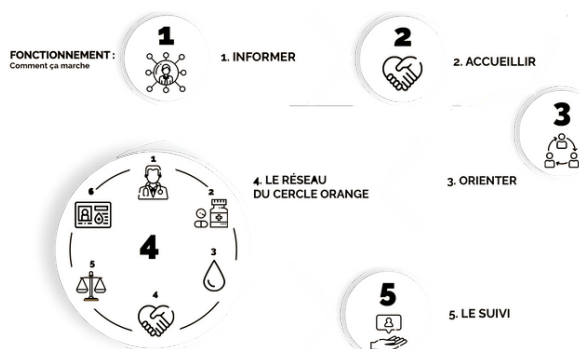 FONCTIONNEMENT :
Comment ça marche
1
1. INFORMER
2
2. ACCUEILLIR
3
3. ORIENTER
4. LE RÉSEAU
DU CERCLE ORANGE
1
2
3
4
5
6
4
5
5. LE SUIVI